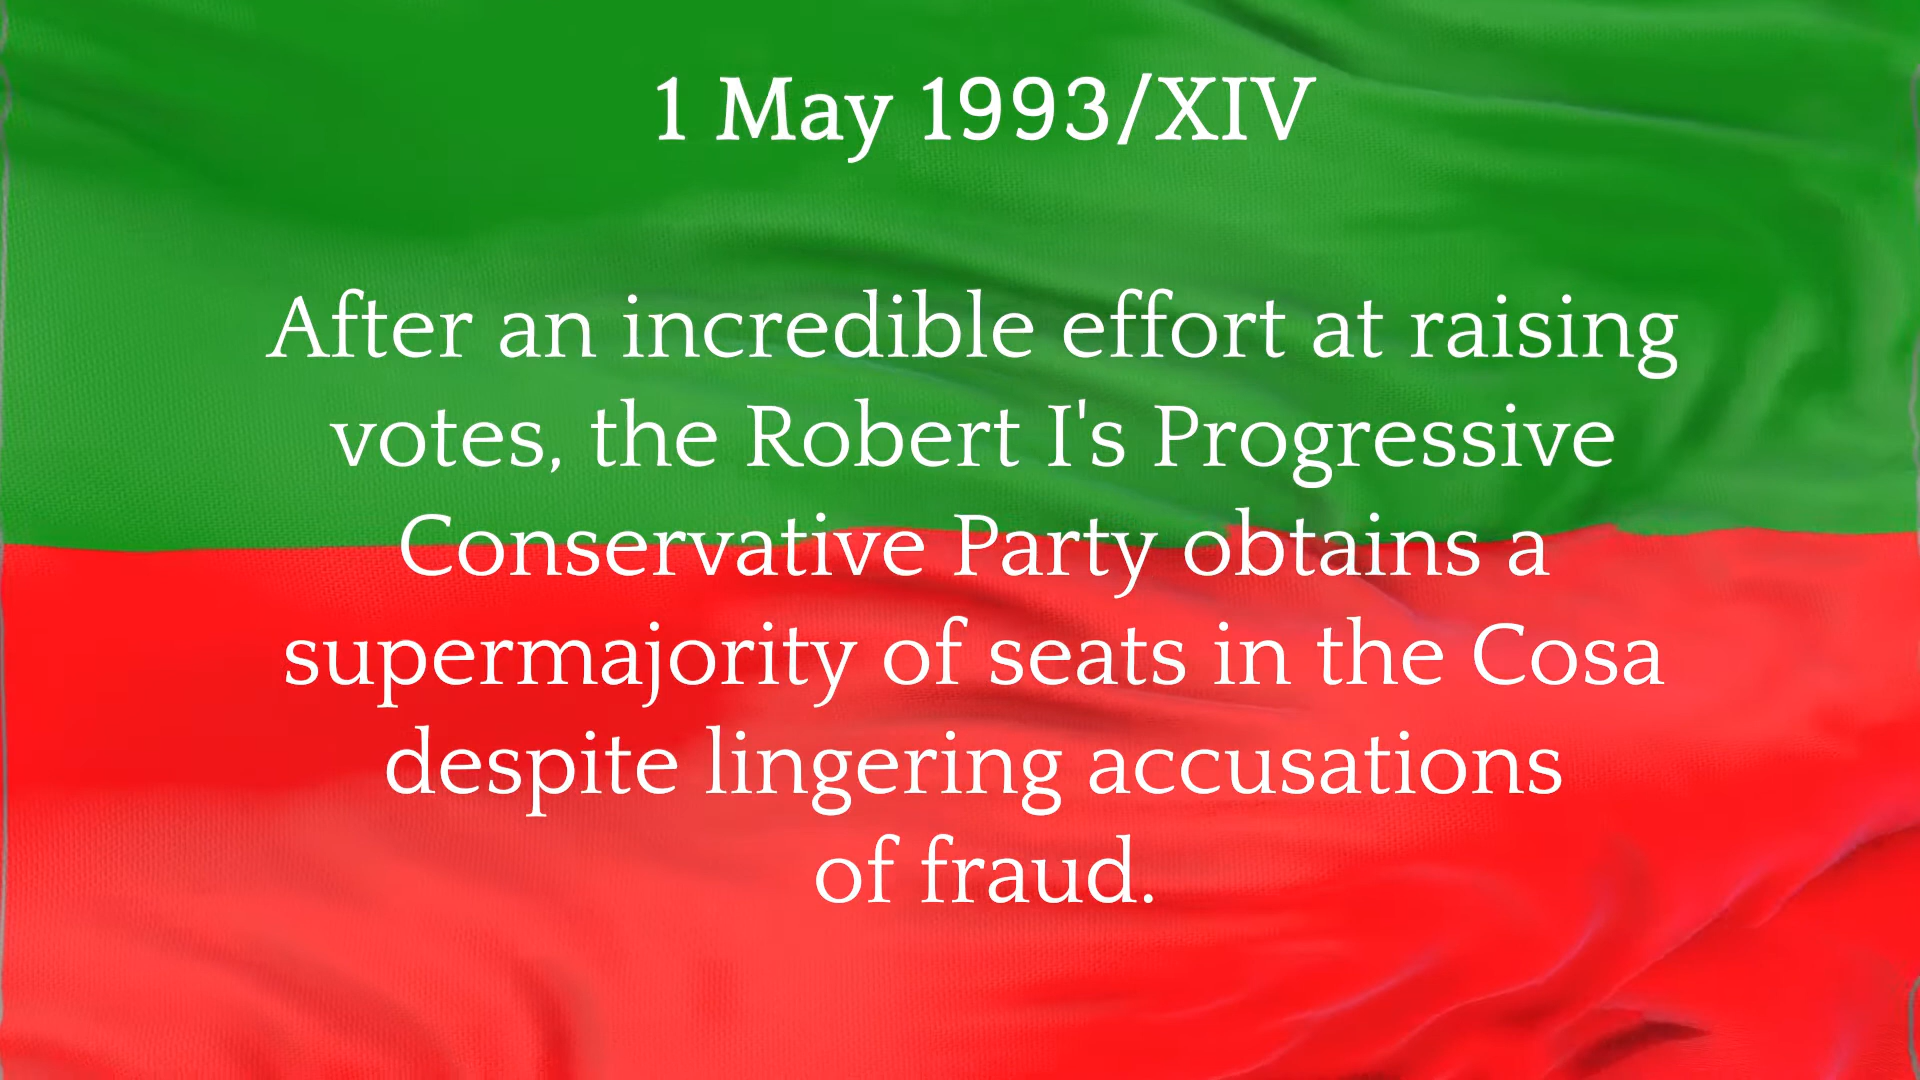 1 May 1993/XIV
After an incredible effort at raising
votes, the Robert I's Progressive
Conservative Party obtains a
supermajority of seats in the Cosa
despite lingering accusations
of fraud.